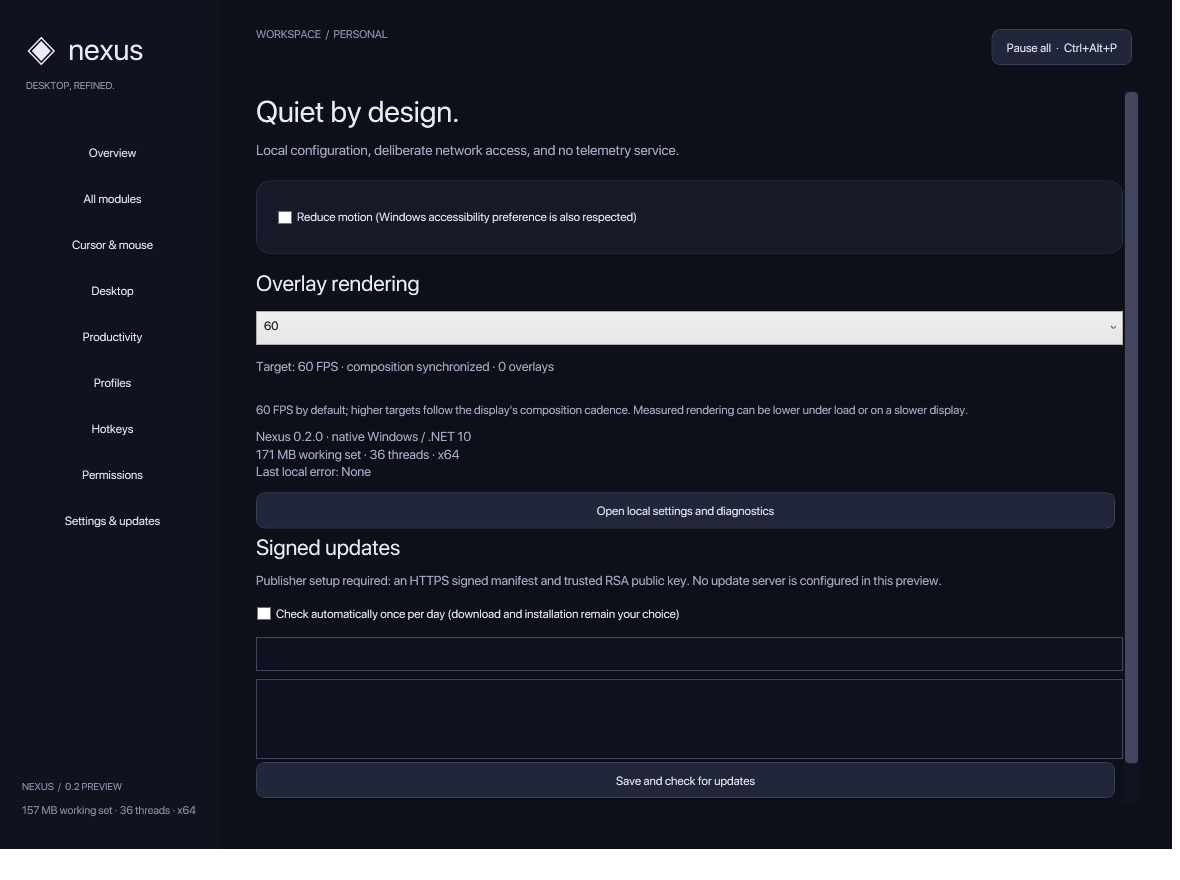 nexus
DESKTOP, REFINED.
Overview
All modules
Cursor & mouse
Desktop
Productivity
Profiles
Hotkeys
Permissions
Settings & updates
NEXUS / 0.2 PREVIEW
157 MB working set · 36 threads · x64
WORKSPACE / PERSONAL
Pause all · Ctrl+Alt+P
Quiet by design.
Local configuration, deliberate network access, and no telemetry service.
Reduce motion (Windows accessibility preference is also respected)
Overlay rendering
60
Target: 60 FPS · composition synchronized · 0 overlays
60 FPS by default; higher targets follow the display's composition cadence. Measured rendering can be lower under load or on a slower display.
Nexus 0.2.0 · native Windows / .NET 10
171 MB working set · 36 threads · x64
Last local error: None
Open local settings and diagnostics
Signed updates
Publisher setup required: an HTTPS signed manifest and trusted RSA public key. No update server is configured in this preview.
Check automatically once per day (download and installation remain your choice)
Save and check for updates